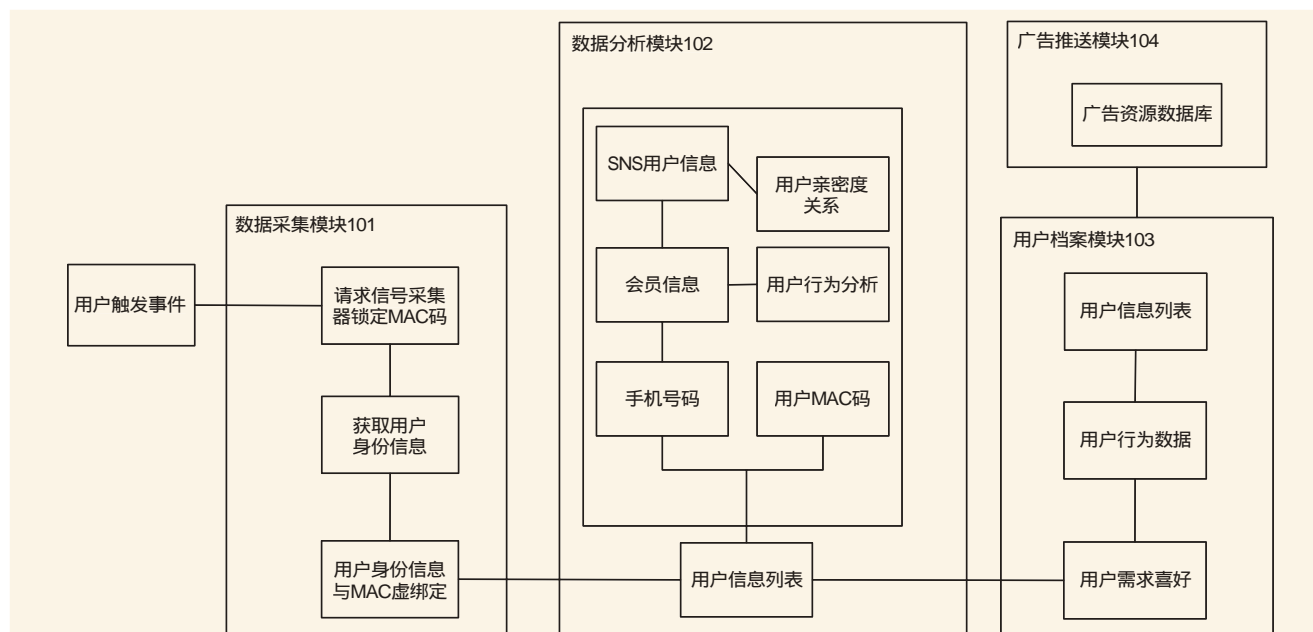 用户触发事件
数据采集模块101
请求信号采集
器锁定MAC码
获取用户
身份信息
用户身份信息
与MAC虚绑定
数据分析模块102
SNS用户信息
用户亲密度
关系
会员信息
用户行为分析
手机号码
用户MAC码
用户信息列表
广告推送模块104
广告资源数据库
用户档案模块103
用户信息列表
用户行为数据
用户需求喜好